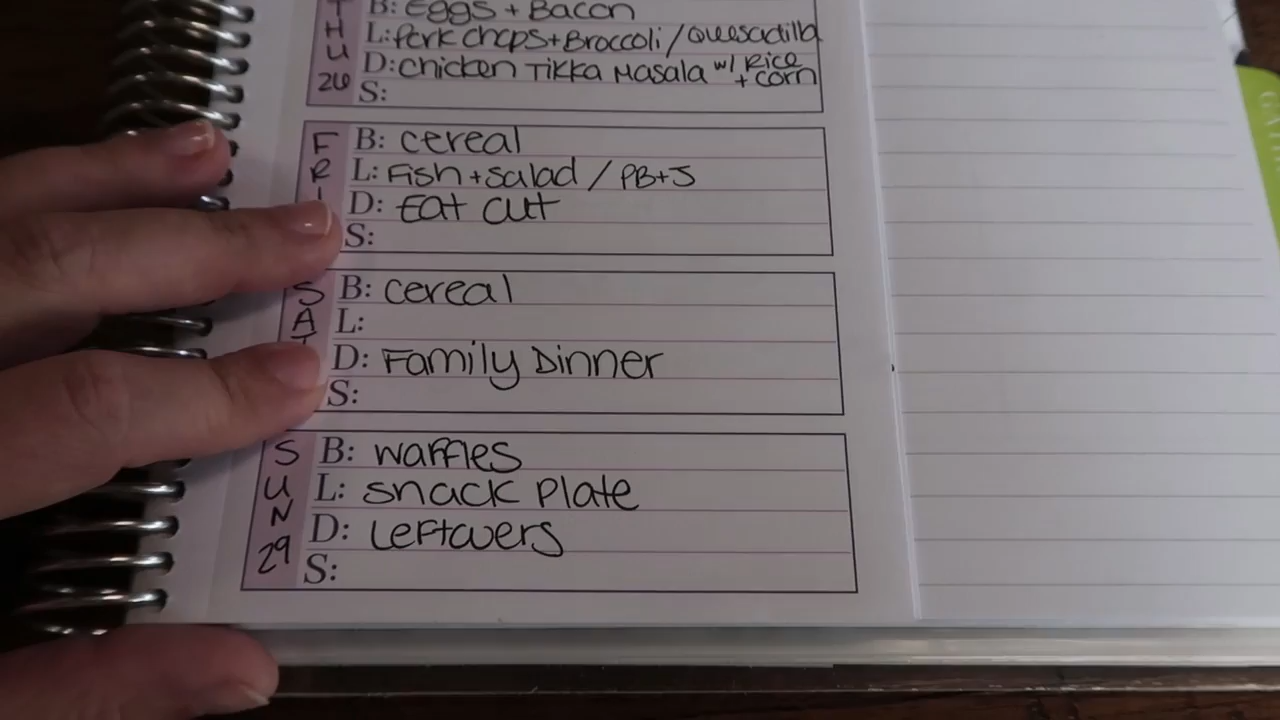 T B: Eggs + Bacon
H L: Pork chops + Broccoli / Quesadilla
U D: Chicken Tikka Masala w/ Rice + corn
26 S:
F B: cereal
R L: Fish + salad / PB+J
I D: Eat out
S:
S B: cereal
A L:
T D: Family Dinner
S:
S B: waffles
U L: snack plate
N D: Leftovers
29 S: